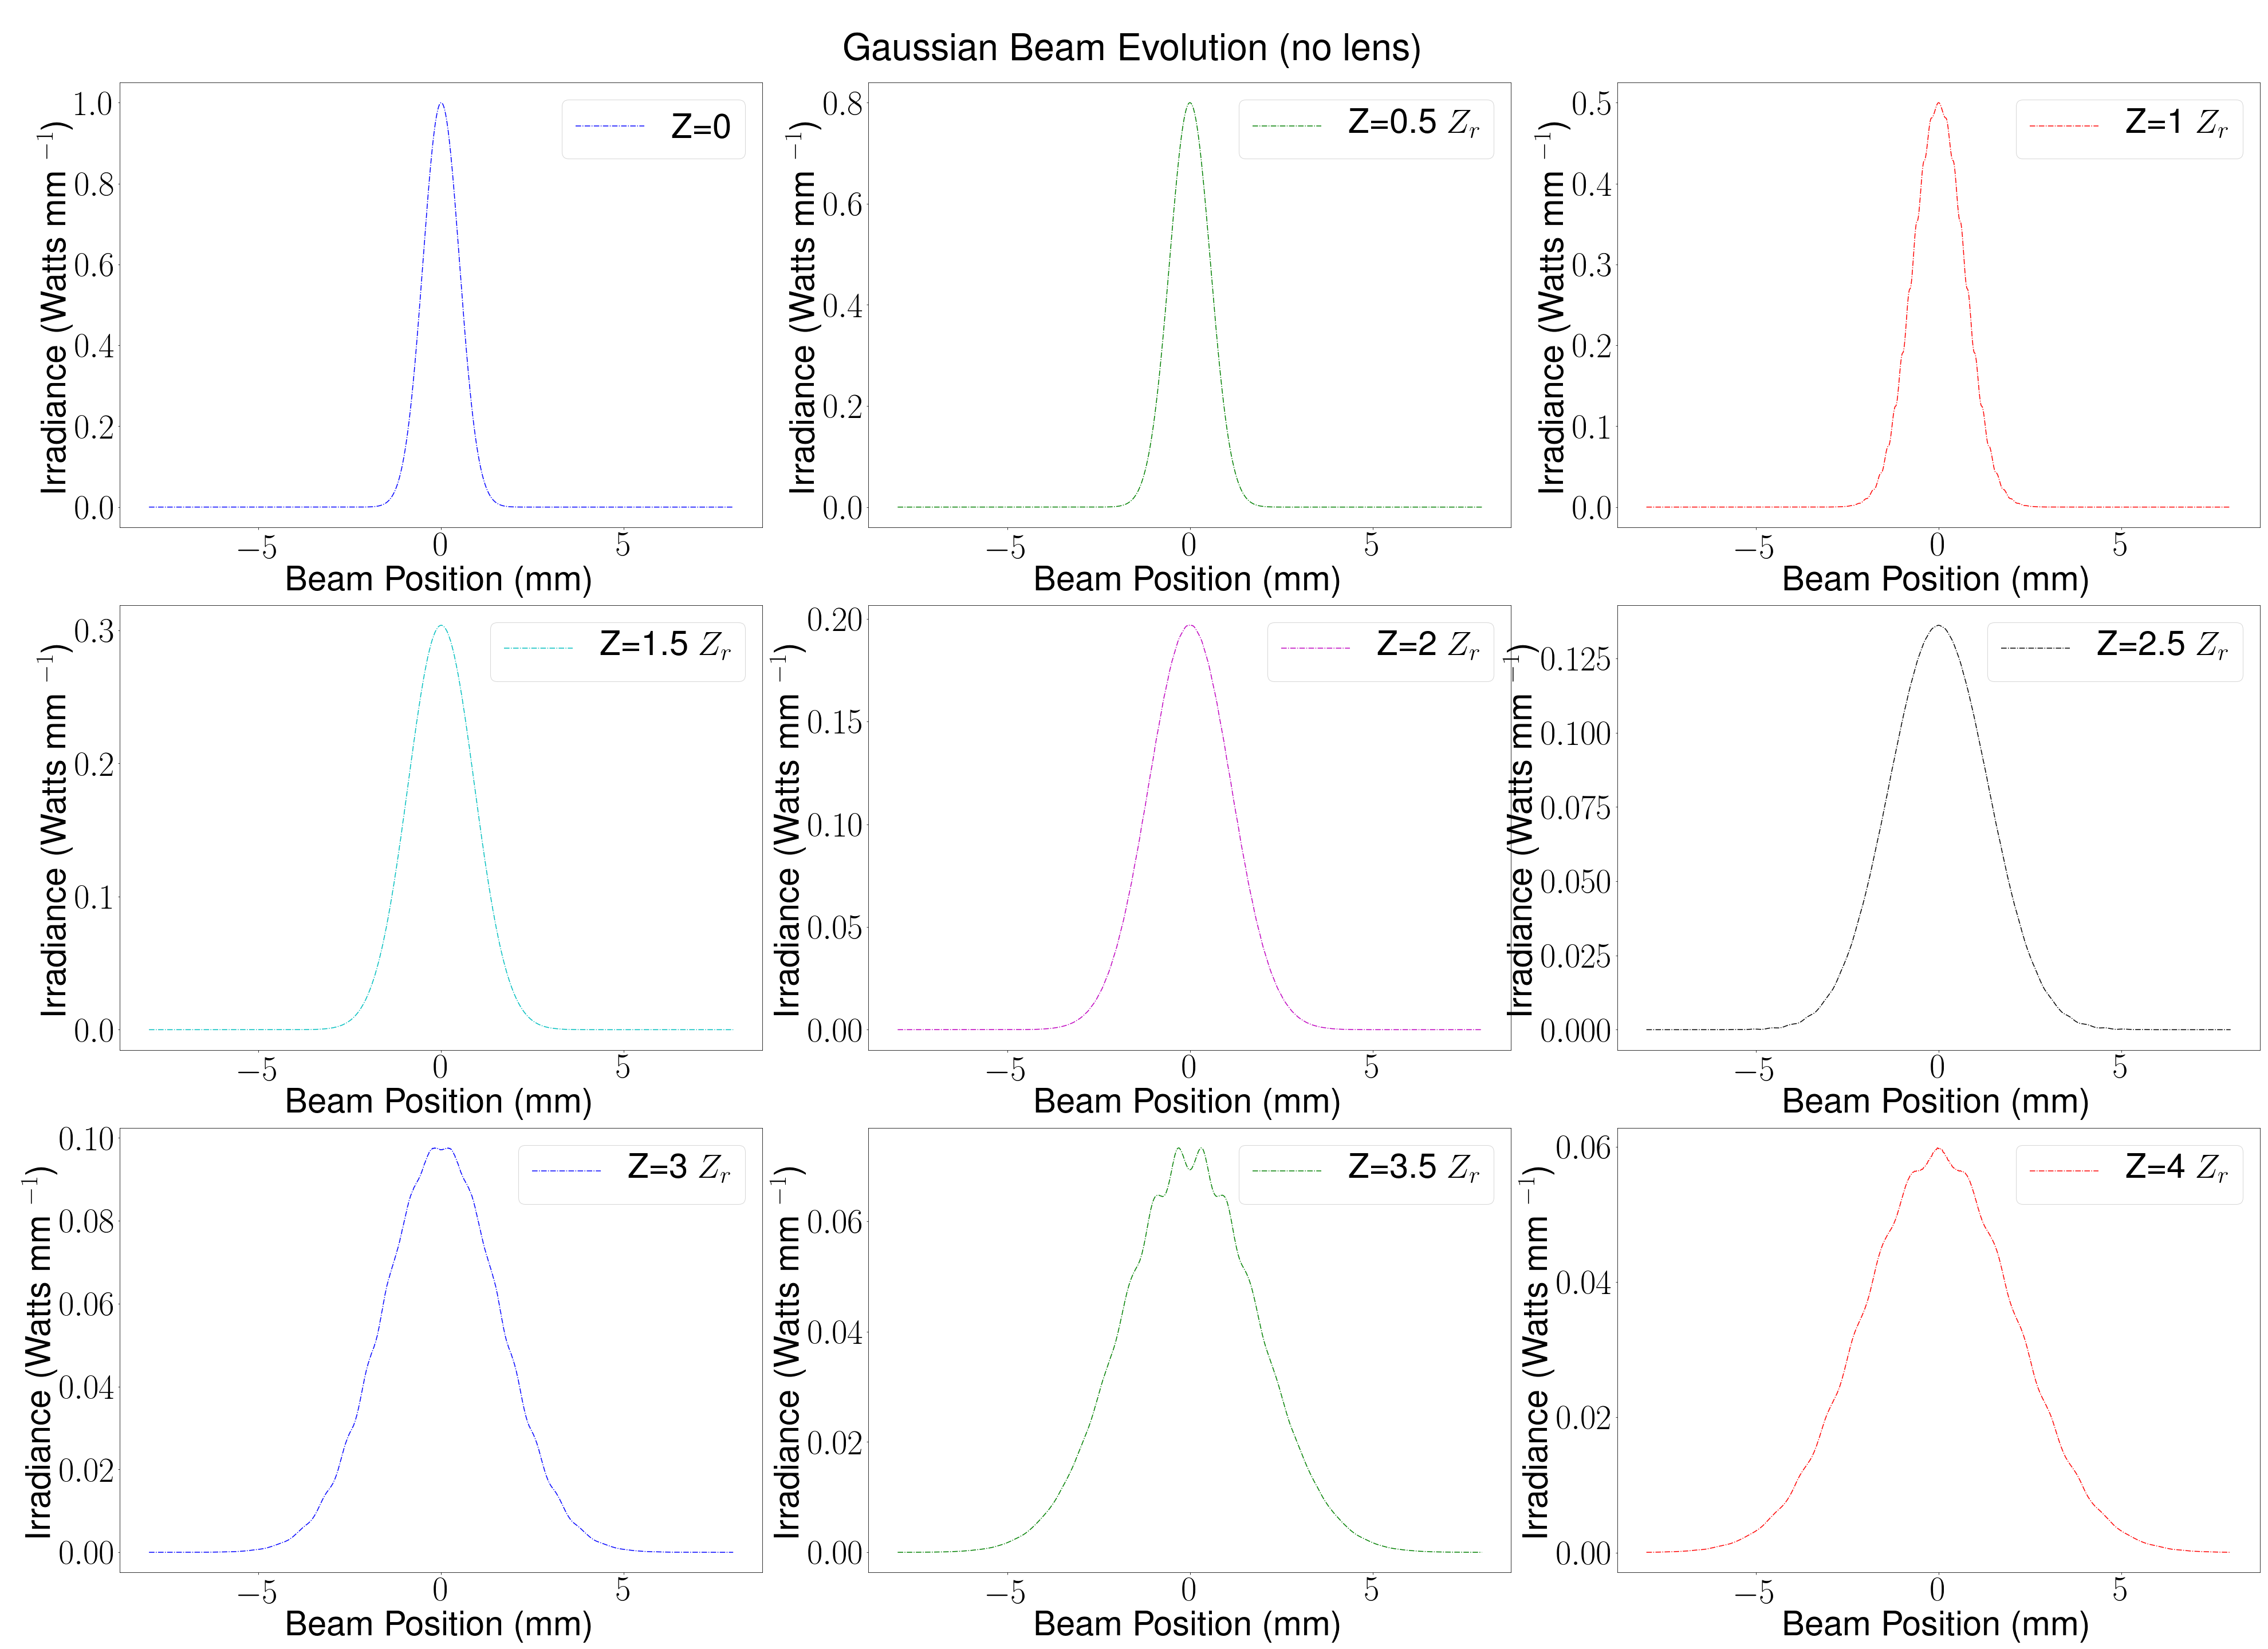 Gaussian Beam Evolution (no lens)
Irradiance (Watts mm $^{-1}$)
1.0
0.8
0.6
0.4
0.2
0.0
Z=0
−5 0 5
Beam Position (mm)
Irradiance (Watts mm $^{-1}$)
0.8
0.6
0.4
0.2
0.0
Z=0.5 $Z_r$
−5 0 5
Beam Position (mm)
Irradiance (Watts mm $^{-1}$)
0.5
0.4
0.3
0.2
0.1
0.0
Z=1 $Z_r$
−5 0 5
Beam Position (mm)
Irradiance (Watts mm $^{-1}$)
0.3
0.2
0.1
0.0
Z=1.5 $Z_r$
−5 0 5
Beam Position (mm)
Irradiance (Watts mm $^{-1}$)
0.20
0.15
0.10
0.05
0.00
Z=2 $Z_r$
−5 0 5
Beam Position (mm)
Irradiance (Watts mm $^{-1}$)
0.125
0.100
0.075
0.050
0.025
0.000
Z=2.5 $Z_r$
−5 0 5
Beam Position (mm)
Irradiance (Watts mm $^{-1}$)
0.10
0.08
0.06
0.04
0.02
0.00
Z=3 $Z_r$
−5 0 5
Beam Position (mm)
Irradiance (Watts mm $^{-1}$)
0.06
0.04
0.02
0.00
Z=3.5 $Z_r$
−5 0 5
Beam Position (mm)
Irradiance (Watts mm $^{-1}$)
0.06
0.04
0.02
0.00
Z=4 $Z_r$
−5 0 5
Beam Position (mm)